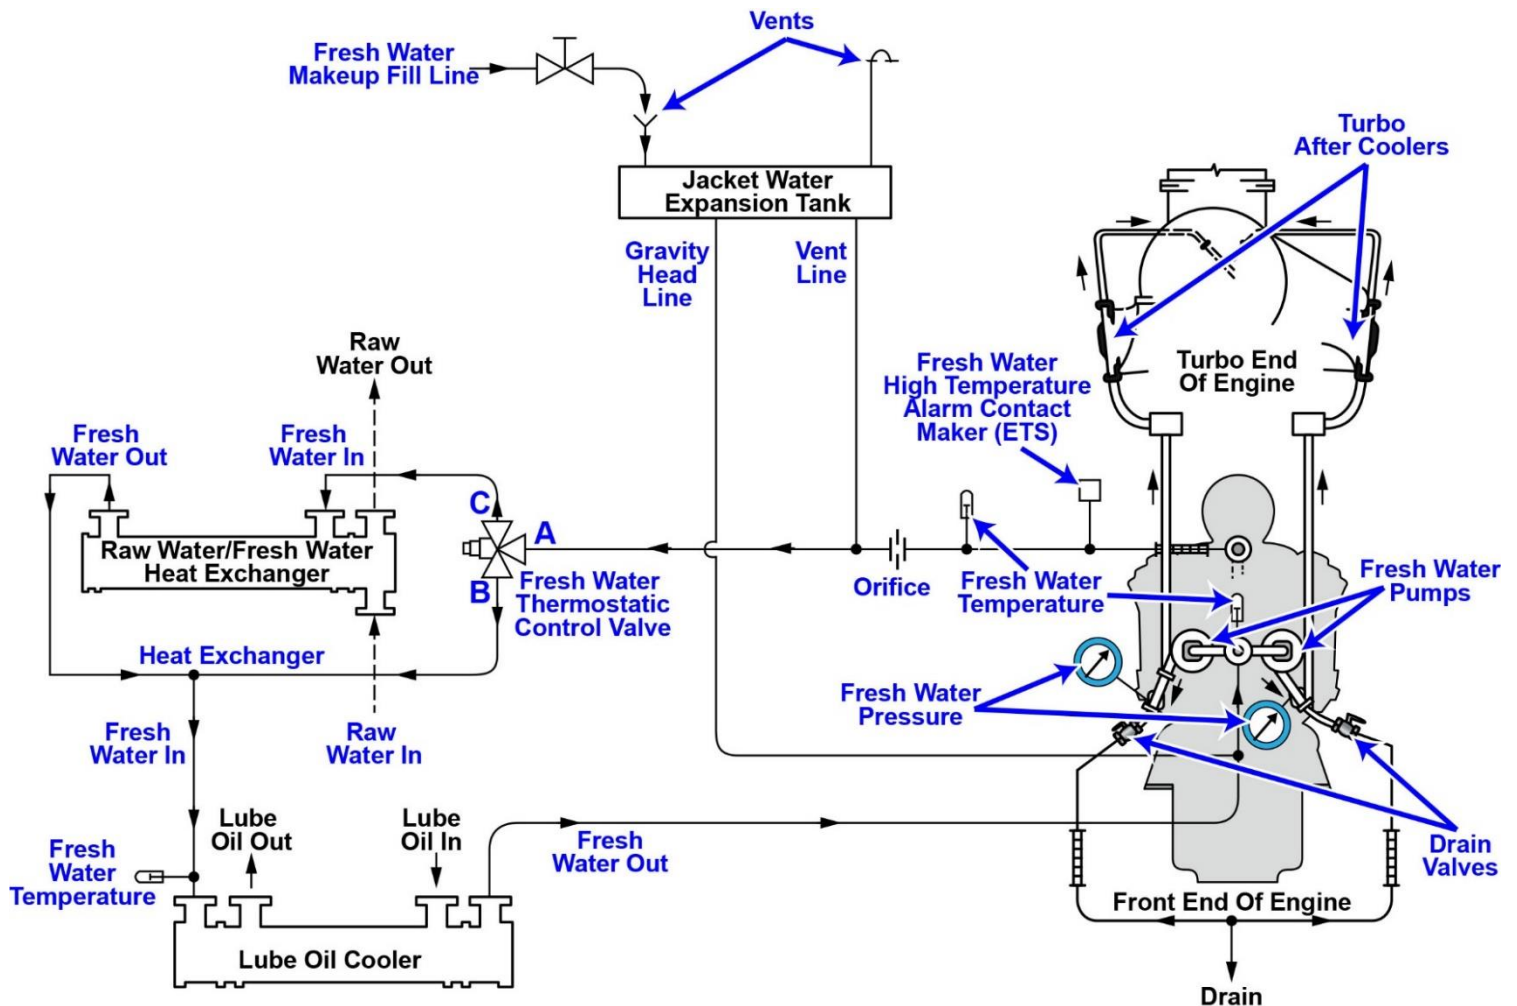 Vents
Fresh Water
Makeup Fill Line
Turbo
After Coolers
Jacket Water
Expansion Tank
Gravity
Head
Line
Vent
Line
Raw
Water Out
Fresh Water
High Temperature
Alarm Contact
Maker (ETS)
Turbo End
Of Engine
Fresh
Water Out
Fresh
Water In
C
A
B
Raw Water/Fresh Water
Heat Exchanger
Fresh Water
Thermostatic
Control Valve
Orifice
Fresh Water
Temperature
Fresh Water
Pumps
Heat Exchanger
Fresh Water
Pressure
Fresh
Water In
Raw
Water In
Lube
Oil Out
Lube
Oil In
Fresh
Water
Temperature
Fresh
Water Out
Drain
Valves
Front End Of Engine
Lube Oil Cooler
Drain